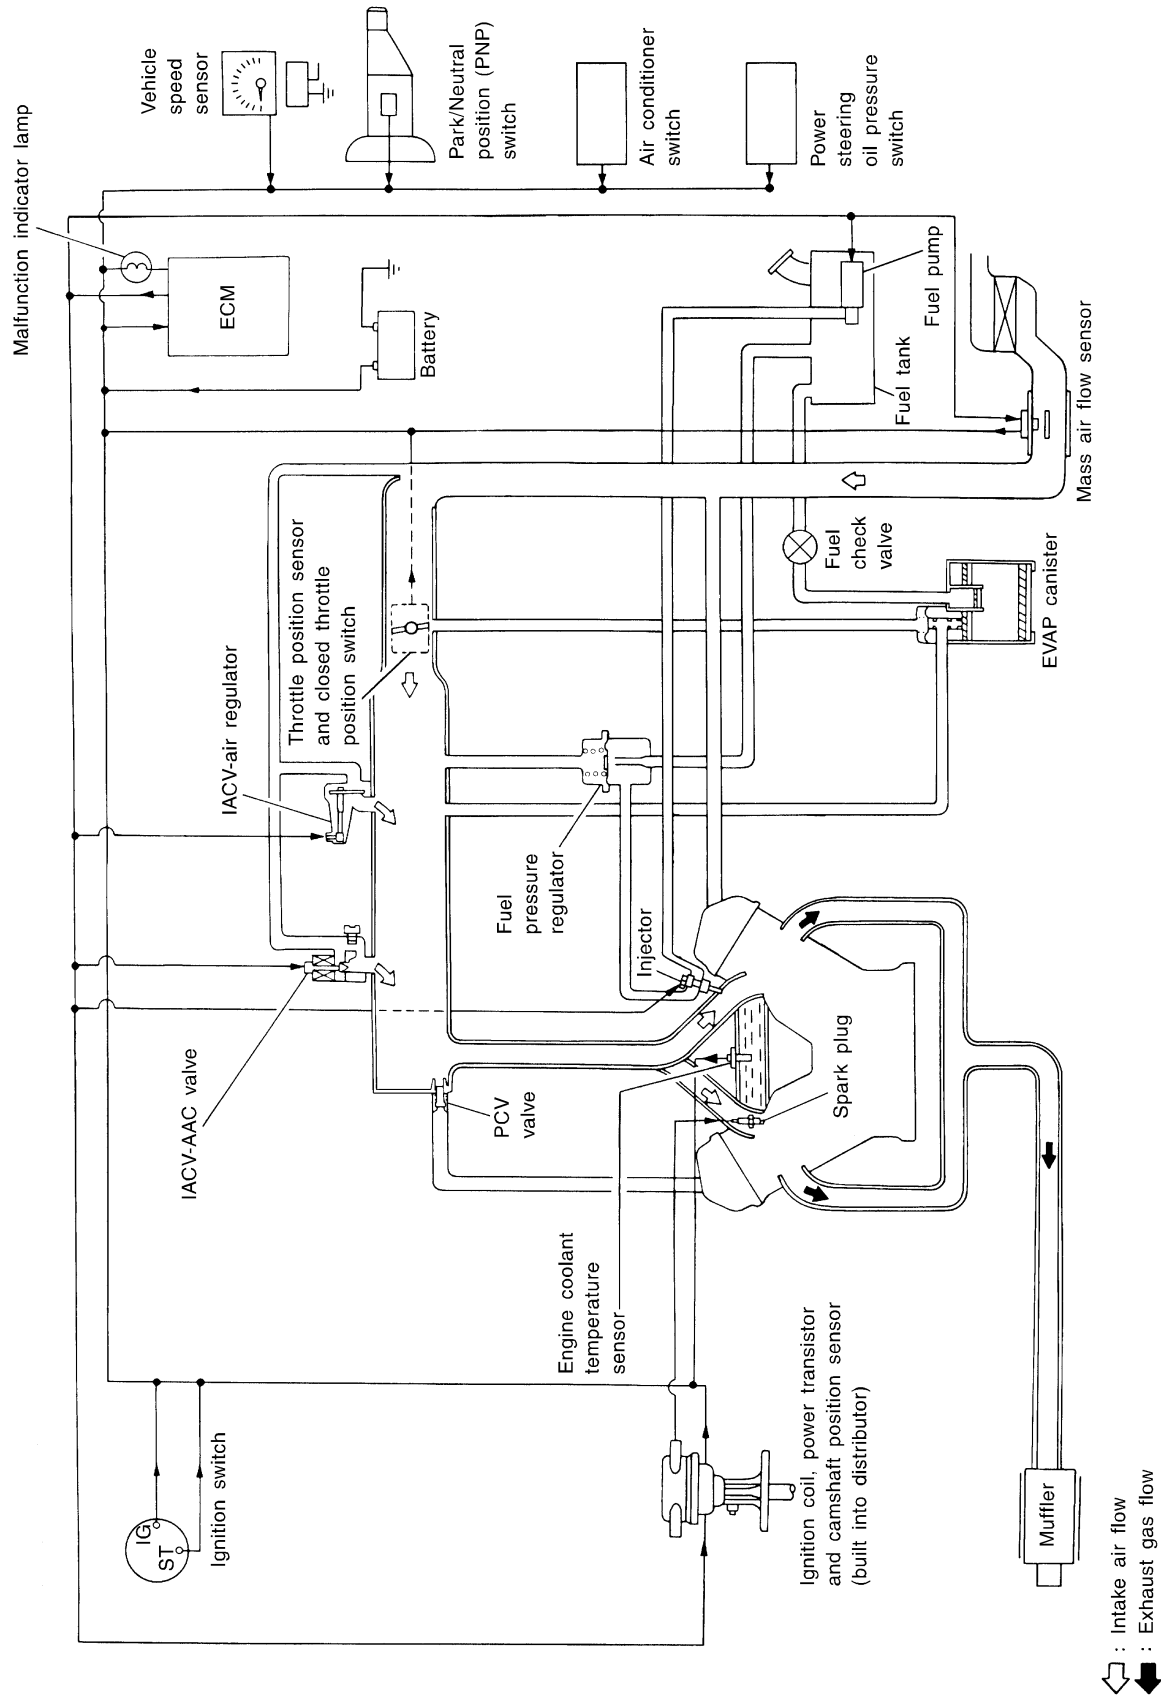 Malfunction indicator lamp
Vehicle
speed
sensor
Park/Neutral
position (PNP)
switch
Air conditioner
switch
Power
steering
oil pressure
switch
ECM
Battery
Fuel pump
Fuel tank
Mass air flow sensor
Throttle position sensor
and closed throttle
position switch
IACV-air regulator
Fuel
check
valve
EVAP canister
Fuel
pressure
regulator
Injector
IACV-AAC valve
PCV
valve
Spark plug
Engine coolant
temperature
sensor
IG
ST
Ignition switch
Ignition coil, power transistor
and camshaft position sensor
(built into distributor)
Muffler
: Intake air flow
: Exhaust gas flow